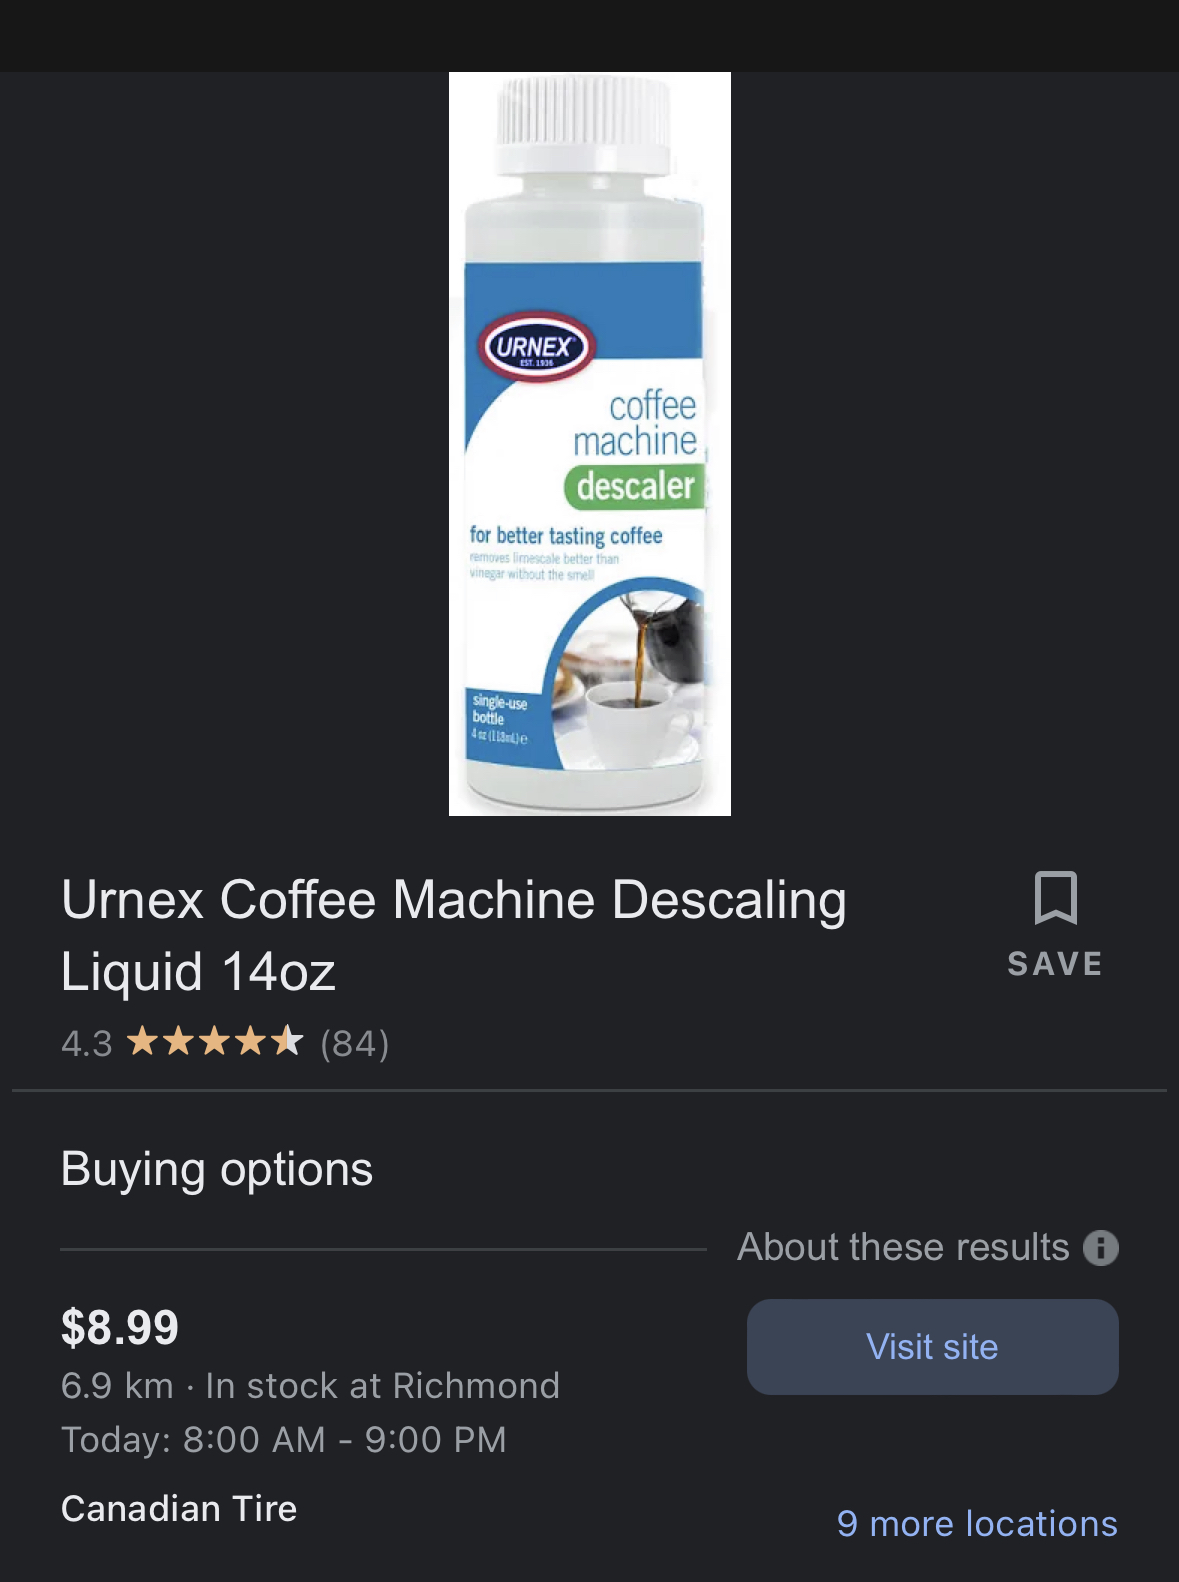 URNEX
EST. 1936
coffee
machine
descaler
for better tasting coffee
removes limescale better than
vinegar without the smell
single-use
bottle
4 oz (118mL) e
Urnex Coffee Machine Descaling
Liquid 14oz
SAVE
4.3 (84)
Buying options
About these results
$8.99
Visit site
6.9 km · In stock at Richmond
Today: 8:00 AM - 9:00 PM
Canadian Tire
9 more locations